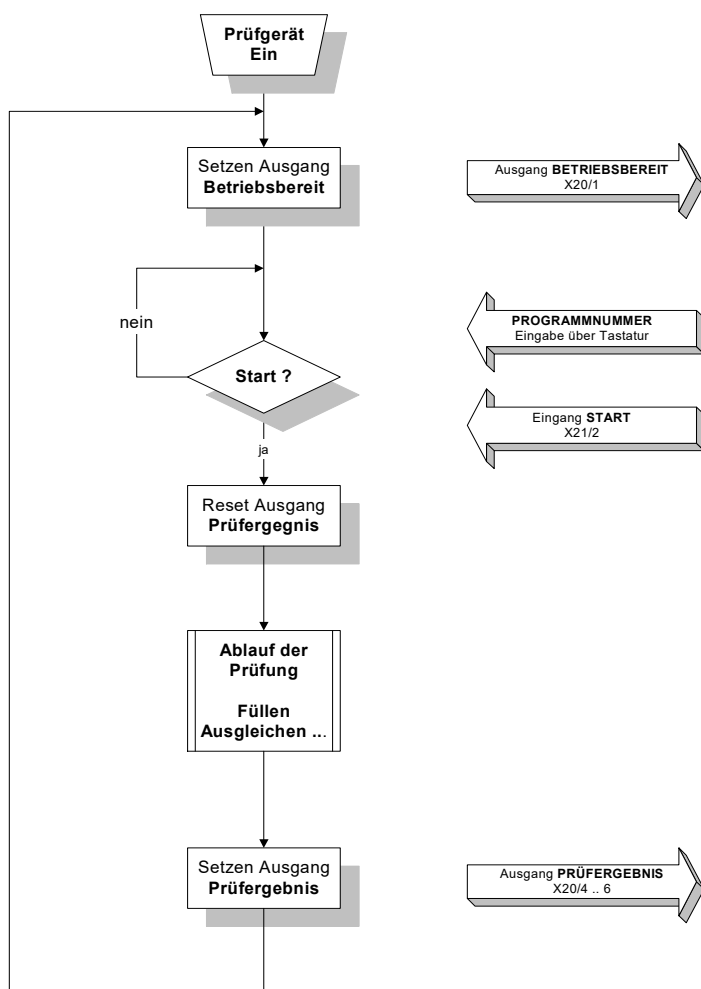 Prüfgerät
Ein
Setzen Ausgang
Betriebsbereit
Ausgang BETRIEBSBEREIT
X20/1
nein
PROGRAMMNUMMER
Eingabe über Tastatur
Start ?
Eingang START
X21/2
ja
Reset Ausgang
Prüfergegnis
Ablauf der
Prüfung
Füllen
Ausgleichen ...
Setzen Ausgang
Prüfergebnis
Ausgang PRÜFERGEBNIS
X20/4 .. 6